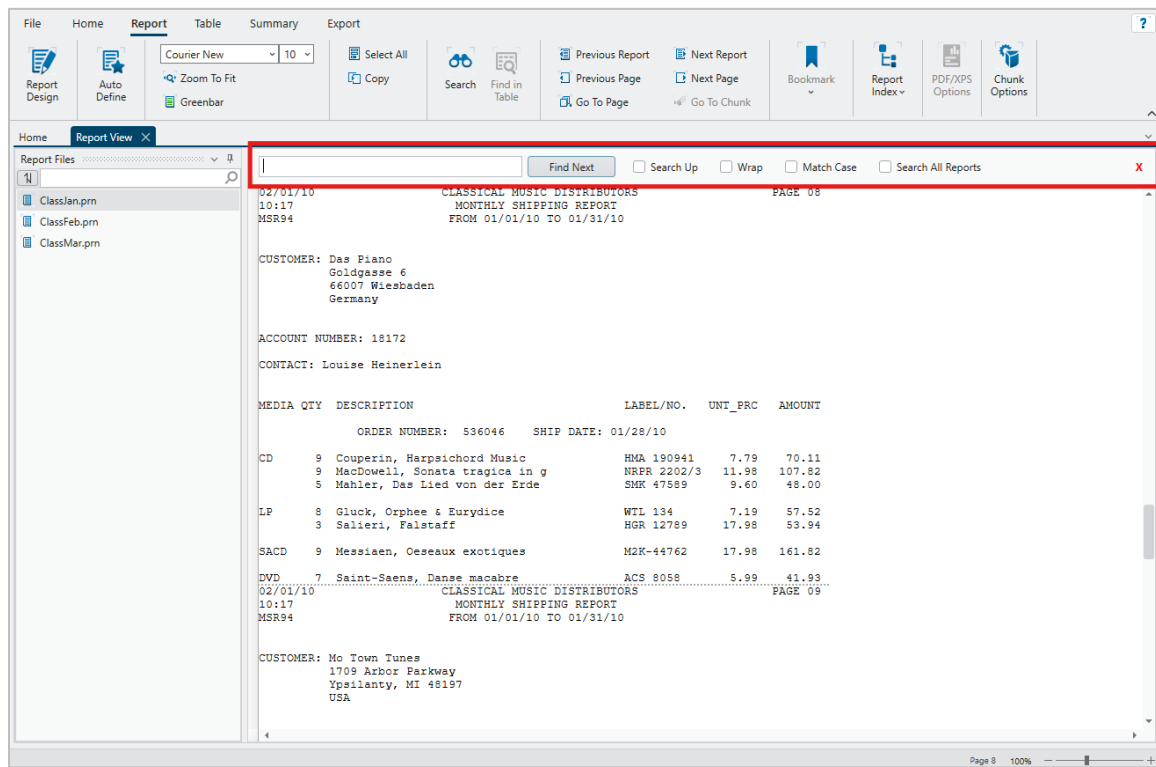 File Home Report Table Summary Export ?
Report Design
Auto Define
Courier New 10
Zoom To Fit
Greenbar
Select All
Copy
Search
Find in Table
Previous Report
Previous Page
Go To Page
Next Report
Next Page
Go To Chunk
Bookmark
Report Index
PDF/XPS Options
Chunk Options
Home Report View
Report Files
ClassJan.prn
ClassFeb.prn
ClassMar.prn
Find Next Search Up Wrap Match Case Search All Reports X
02/01/10 CLASSICAL MUSIC DISTRIBUTORS PAGE 08
10:17 MONTHLY SHIPPING REPORT
MSR94 FROM 01/01/10 TO 01/31/10
CUSTOMER: Das Piano
Goldgasse 6
66007 Wiesbaden
Germany
ACCOUNT NUMBER: 18172
CONTACT: Louise Heinerlein
MEDIA QTY DESCRIPTION LABEL/NO. UNT_PRC AMOUNT
ORDER NUMBER: 536046 SHIP DATE: 01/28/10
CD 9 Couperin, Harpsichord Music HMA 190941 7.79 70.11
9 MacDowell, Sonata tragica in g NRPR 2202/3 11.98 107.82
5 Mahler, Das Lied von der Erde SMK 47589 9.60 48.00
LP 8 Gluck, Orphee & Eurydice WTL 134 7.19 57.52
3 Salieri, Falstaff HGR 12789 17.98 53.94
SACD 9 Messiaen, Oeseaux exotiques M2K-44762 17.98 161.82
DVD 7 Saint-Saens, Danse macabre ACS 8058 5.99 41.93
02/01/10 CLASSICAL MUSIC DISTRIBUTORS PAGE 09
10:17 MONTHLY SHIPPING REPORT
MSR94 FROM 01/01/10 TO 01/31/10
CUSTOMER: Mo Town Tunes
1709 Arbor Parkway
Ypsilanty, MI 48197
USA
Page 8 100%